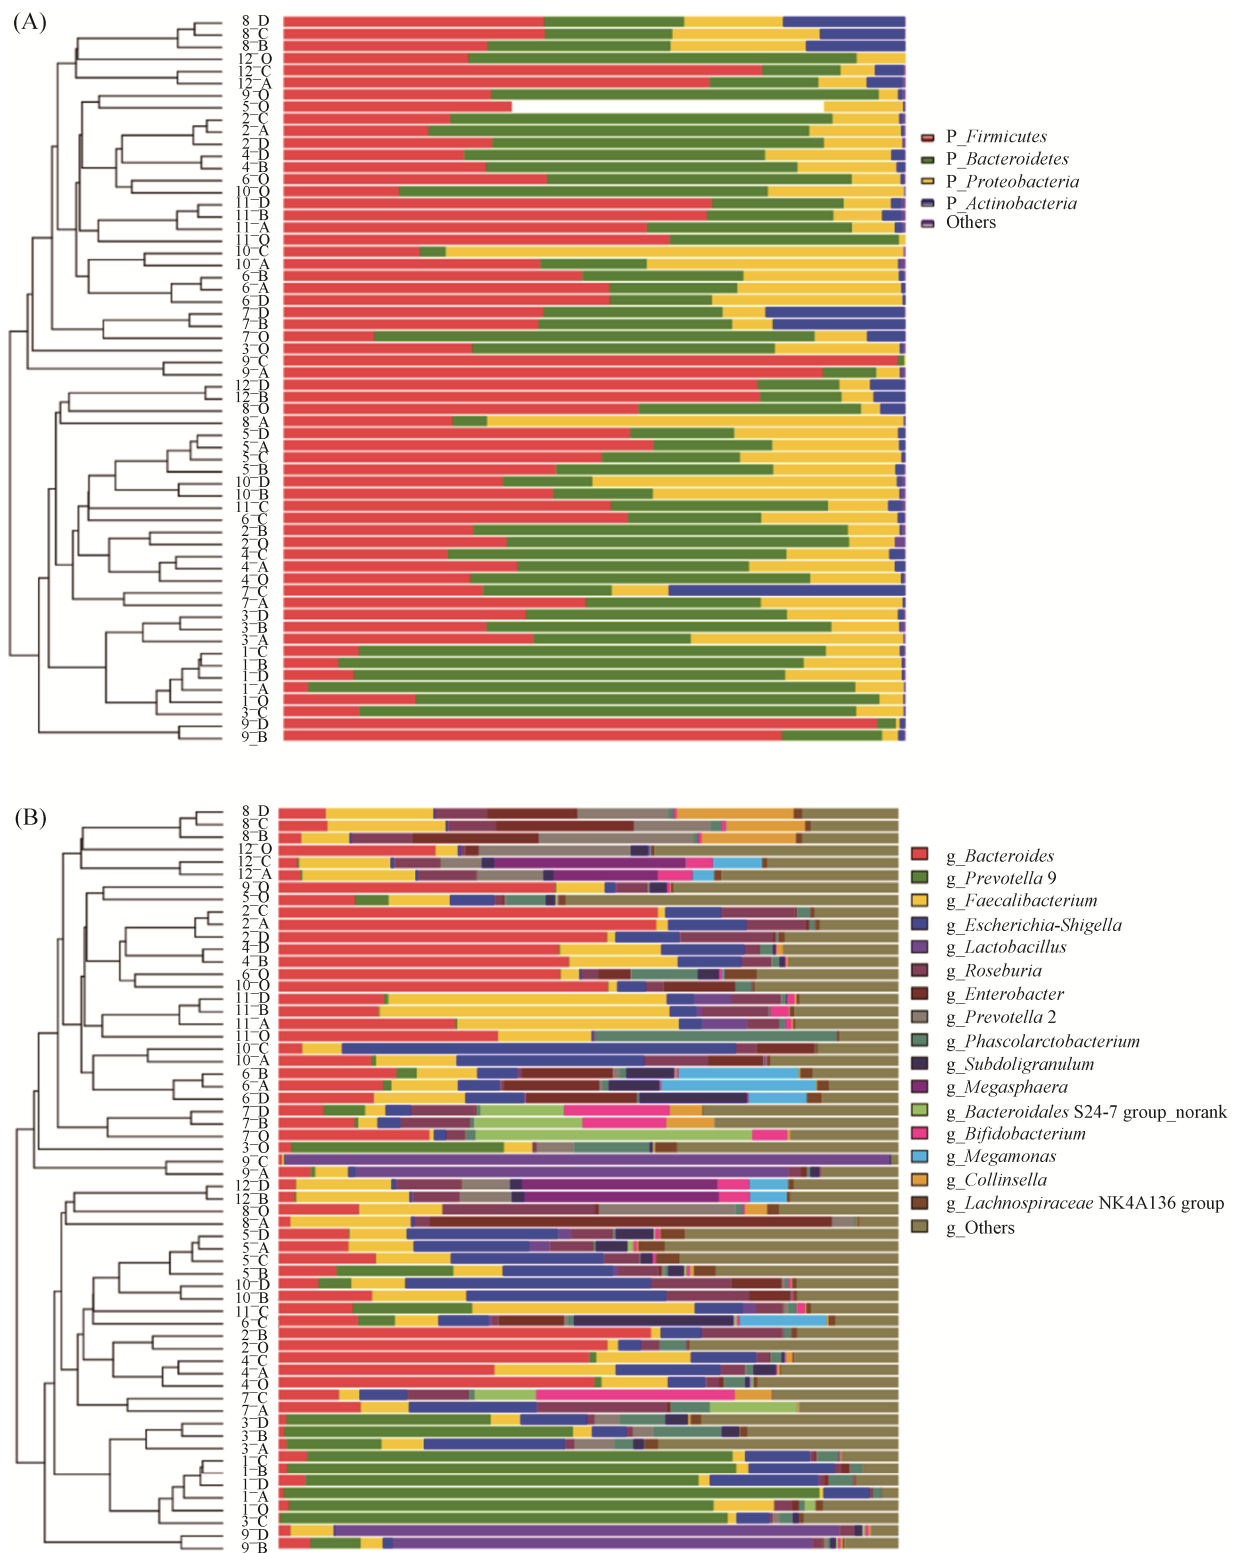 (A)
8_D
8_C
8_B
12_O
12_C
12_A
9_O
5_O
2_C
2_A
2_D
4_D
4_B
6_O
10_O
11_D
11_B
11_A
11_O
10_C
10_A
6_B
6_A
6_D
7_D
7_B
7_O
3_O
9_C
9_A
12_D
12_B
8_O
8_A
5_D
5_A
5_C
5_B
10_D
10_B
11_C
6_C
2_B
2_O
4_C
4_A
4_O
7_C
7_A
3_D
3_B
3_A
1_C
1_B
1_D
1_A
1_O
3_C
9_D
9_B
P_Firmicutes
P_Bacteroidetes
P_Proteobacteria
P_Actinobacteria
Others
(B)
8_D
8_C
8_B
12_O
12_C
12_A
9_O
5_O
2_C
2_A
2_D
4_D
4_B
6_O
10_O
11_D
11_B
11_A
11_O
10_C
10_A
6_B
6_A
6_D
7_D
7_B
7_O
3_O
9_C
9_A
12_D
12_B
8_O
8_A
5_D
5_A
5_C
5_B
10_D
10_B
11_C
6_C
2_B
2_O
4_C
4_A
4_O
7_C
7_A
3_D
3_B
3_A
1_C
1_B
1_D
1_A
1_O
3_C
9_D
9_B
g_Bacteroides
g_Prevotella 9
g_Faecalibacterium
g_Escherichia-Shigella
g_Lactobacillus
g_Roseburia
g_Enterobacter
g_Prevotella 2
g_Phascolarctobacterium
g_Subdoligranulum
g_Megasphaera
g_Bacteroidales S24-7 group_norank
g_Bifidobacterium
g_Megamonas
g_Collinsella
g_Lachnospiraceae NK4A136 group
g_Others